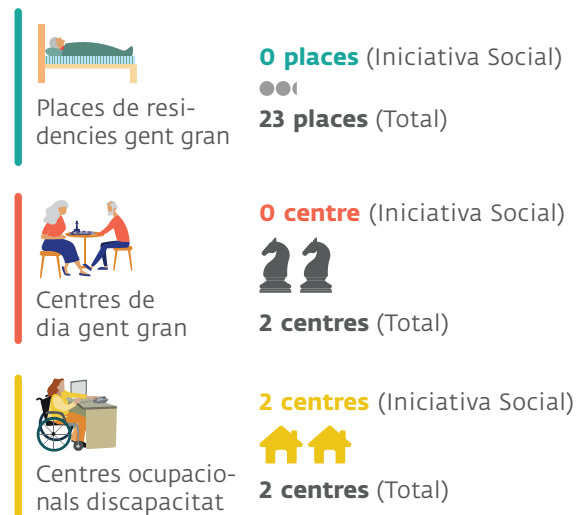 0 places (Iniciativa Social)
23 places (Total)
Places de resi-
dencies gent gran
0 centre (Iniciativa Social)
2 centres (Total)
Centres de
dia gent gran
2 centres (Iniciativa Social)
2 centres (Total)
Centres ocupacio-
nals discapacitat